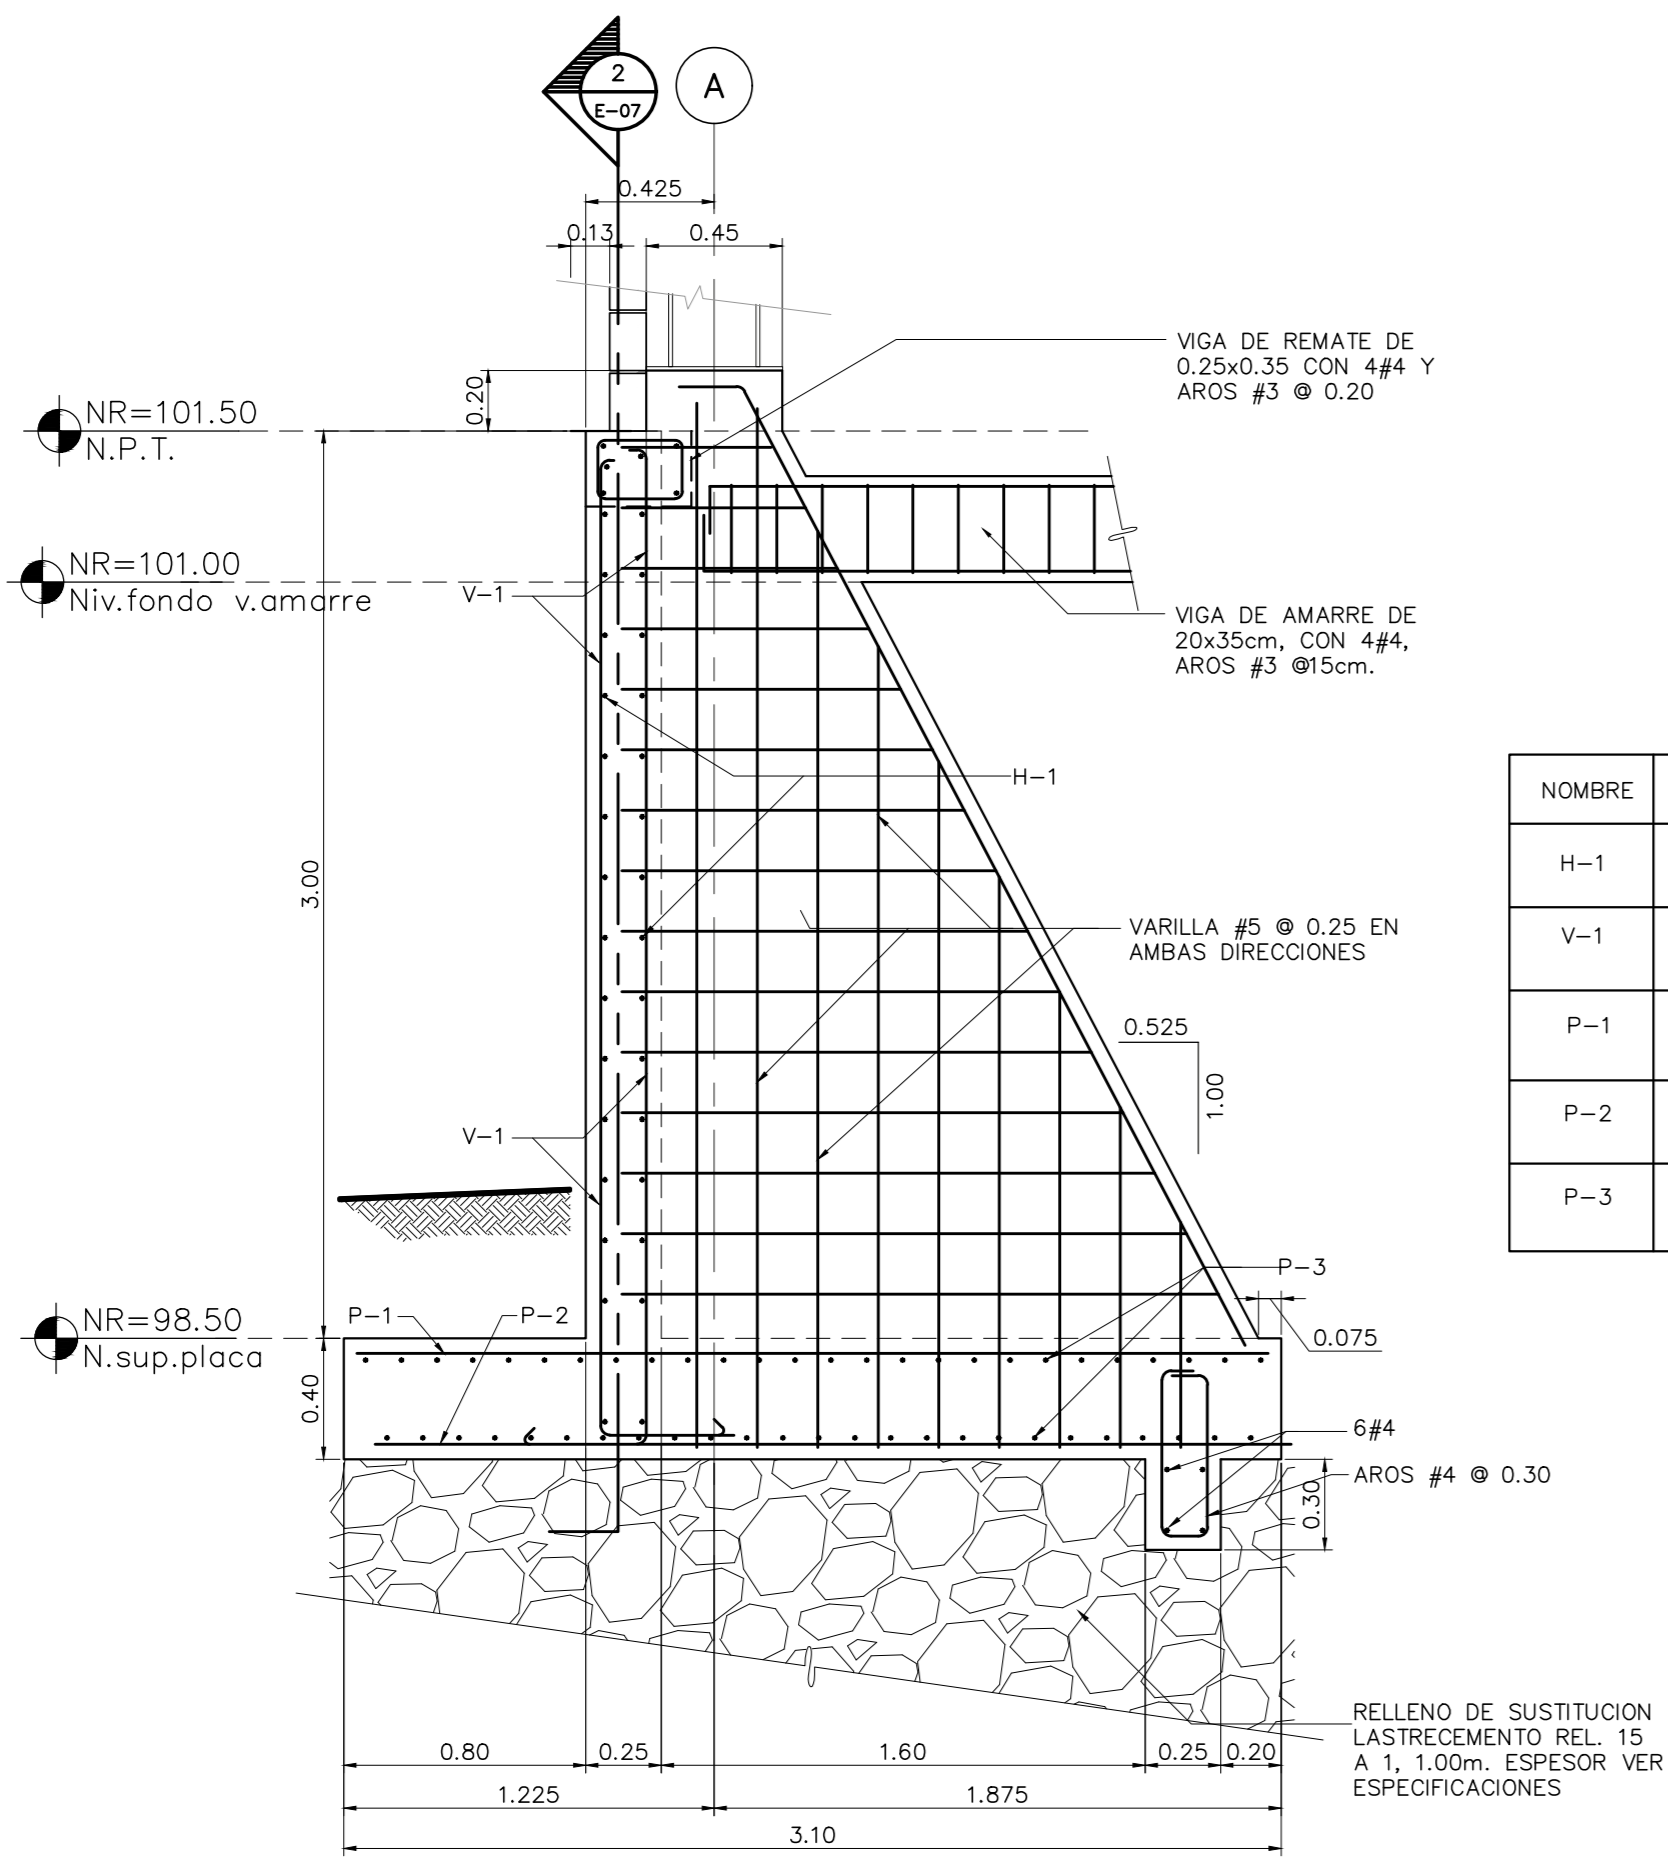 2
E-07
A
0.425
0.13
0.45
VIGA DE REMATE DE
0.25x0.35 CON 4#4 Y
AROS #3 @ 0.20
0.20
NR=101.50
N.P.T.
NR=101.00
Niv.fondo v.amarre
V-1
VIGA DE AMARRE DE
20x35cm, CON 4#4,
AROS #3 @15cm.
H-1
NOMBRE
H-1
V-1
P-1
P-2
P-3
3.00
VARILLA #5 @ 0.25 EN
AMBAS DIRECCIONES
0.525
1.00
V-1
P-3
NR=98.50
N.sup.placa
P-1
P-2
0.075
0.40
6#4
AROS #4 @ 0.30
0.30
RELLENO DE SUSTITUCION
LASTRECEMENTO REL. 15
A 1, 1.00m. ESPESOR VER
ESPECIFICACIONES
0.80
0.25
1.60
0.25
0.20
1.225
1.875
3.10